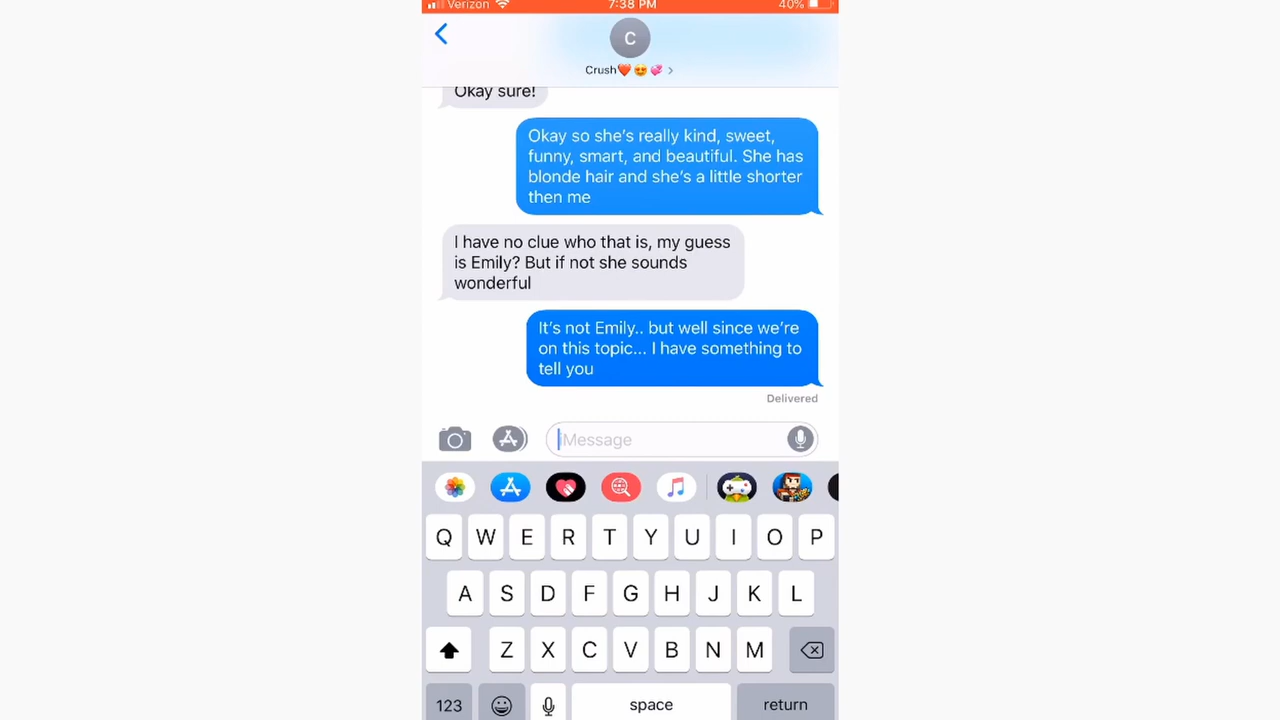 Verizon 7:38 PM 40%
C
Crush❤️😍💞 >
Okay sure!
Okay so she's really kind, sweet,
funny, smart, and beautiful. She has
blonde hair and she's a little shorter
then me
I have no clue who that is, my guess
is Emily? But if not she sounds
wonderful
It's not Emily.. but well since we're
on this topic... I have something to
tell you
Delivered
iMessage
Q W E R T Y U I O P
A S D F G H J K L
Z X C V B N M
123 space return